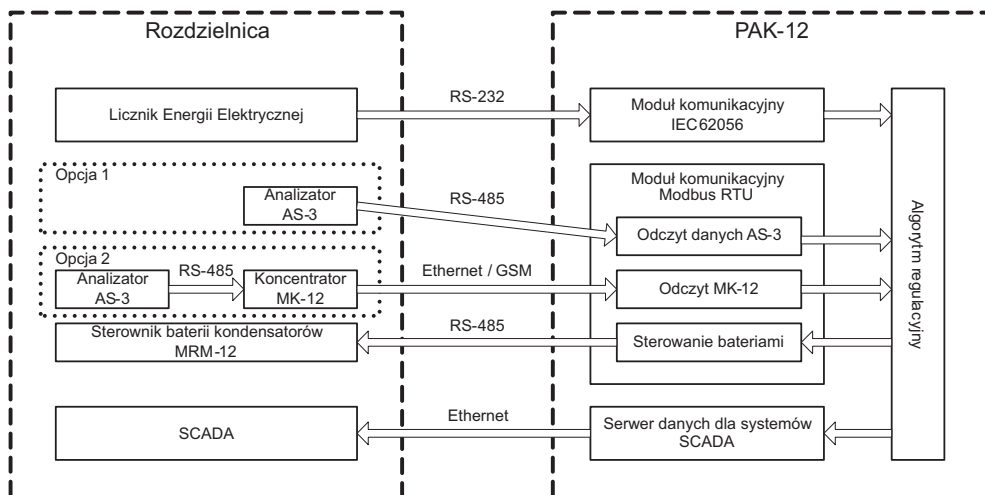 Rozdzielnica
PAK-12
Licznik Energii Elektrycznej
RS-232
Moduł komunikacyjny
IEC62056
Opcja 1
Analizator
AS-3
RS-485
Moduł komunikacyjny
Modbus RTU
Odczyt danych AS-3
Opcja 2
Analizator
AS-3
RS-485
Koncentrator
MK-12
Ethernet / GSM
Odczyt MK-12
Sterownik baterii kondensatorów
MRM-12
RS-485
Sterowanie bateriami
SCADA
Ethernet
Serwer danych dla systemów
SCADA
Algorytm regulacyjny